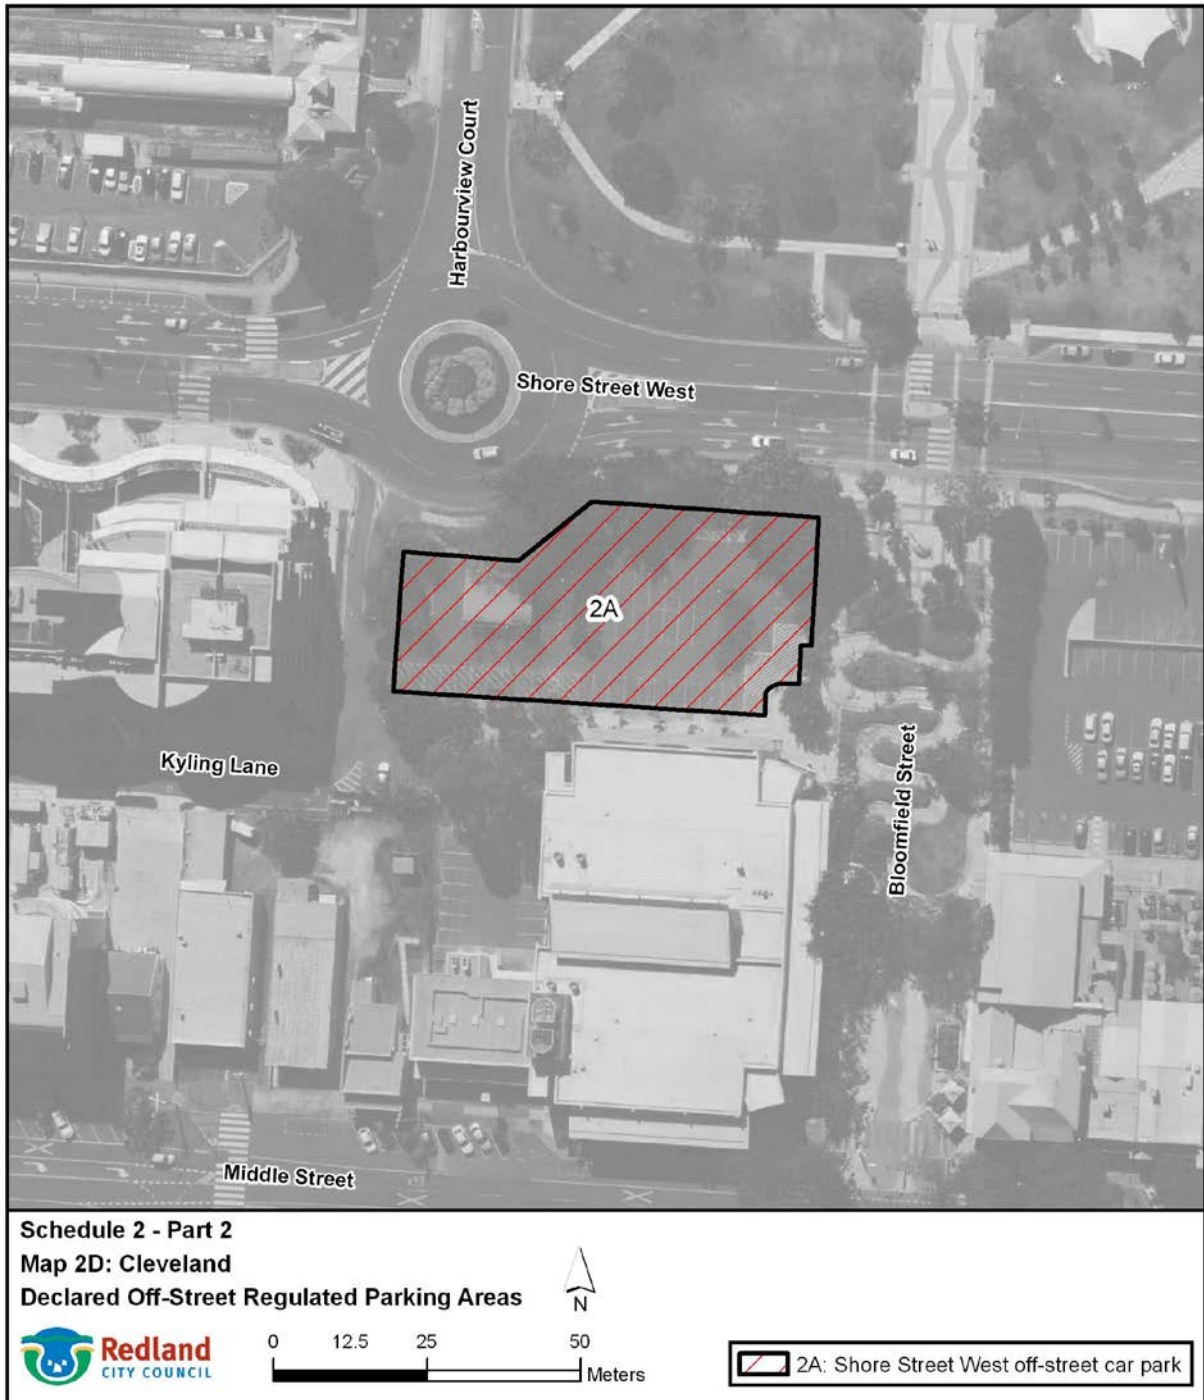 Harbourview Court
Shore Street West
2A
Kyling Lane
Bloomfield Street
Middle Street
Schedule 2 - Part 2
Map 2D: Cleveland
Declared Off-Street Regulated Parking Areas
N
Redland
CITY COUNCIL
0 12.5 25 50
Meters
2A: Shore Street West off-street car park